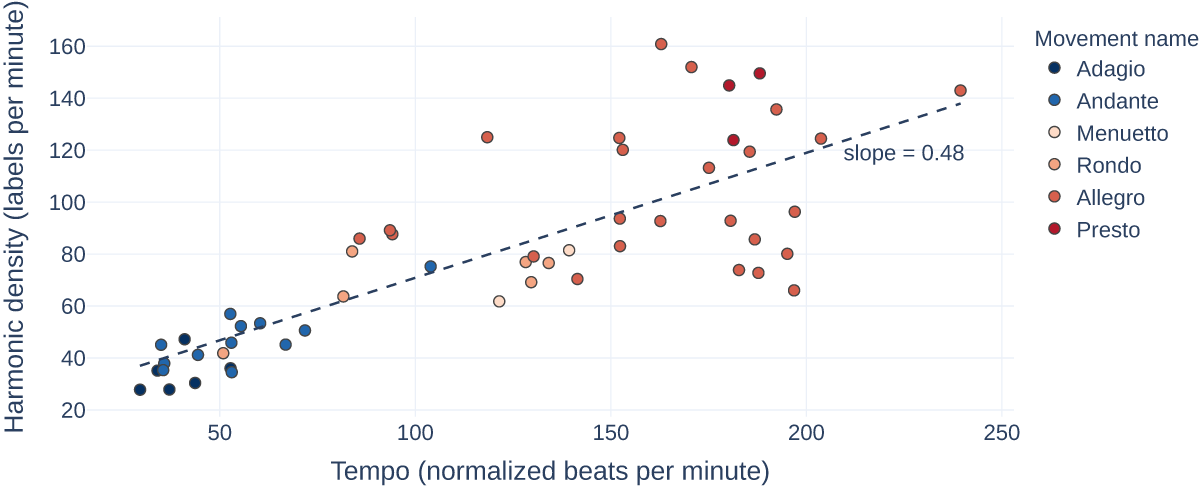 Harmonic density (labels per minute)
160
140
120
100
80
60
40
20
50
100
150
200
250
Tempo (normalized beats per minute)
slope = 0.48
Movement name
Adagio
Andante
Menuetto
Rondo
Allegro
Presto